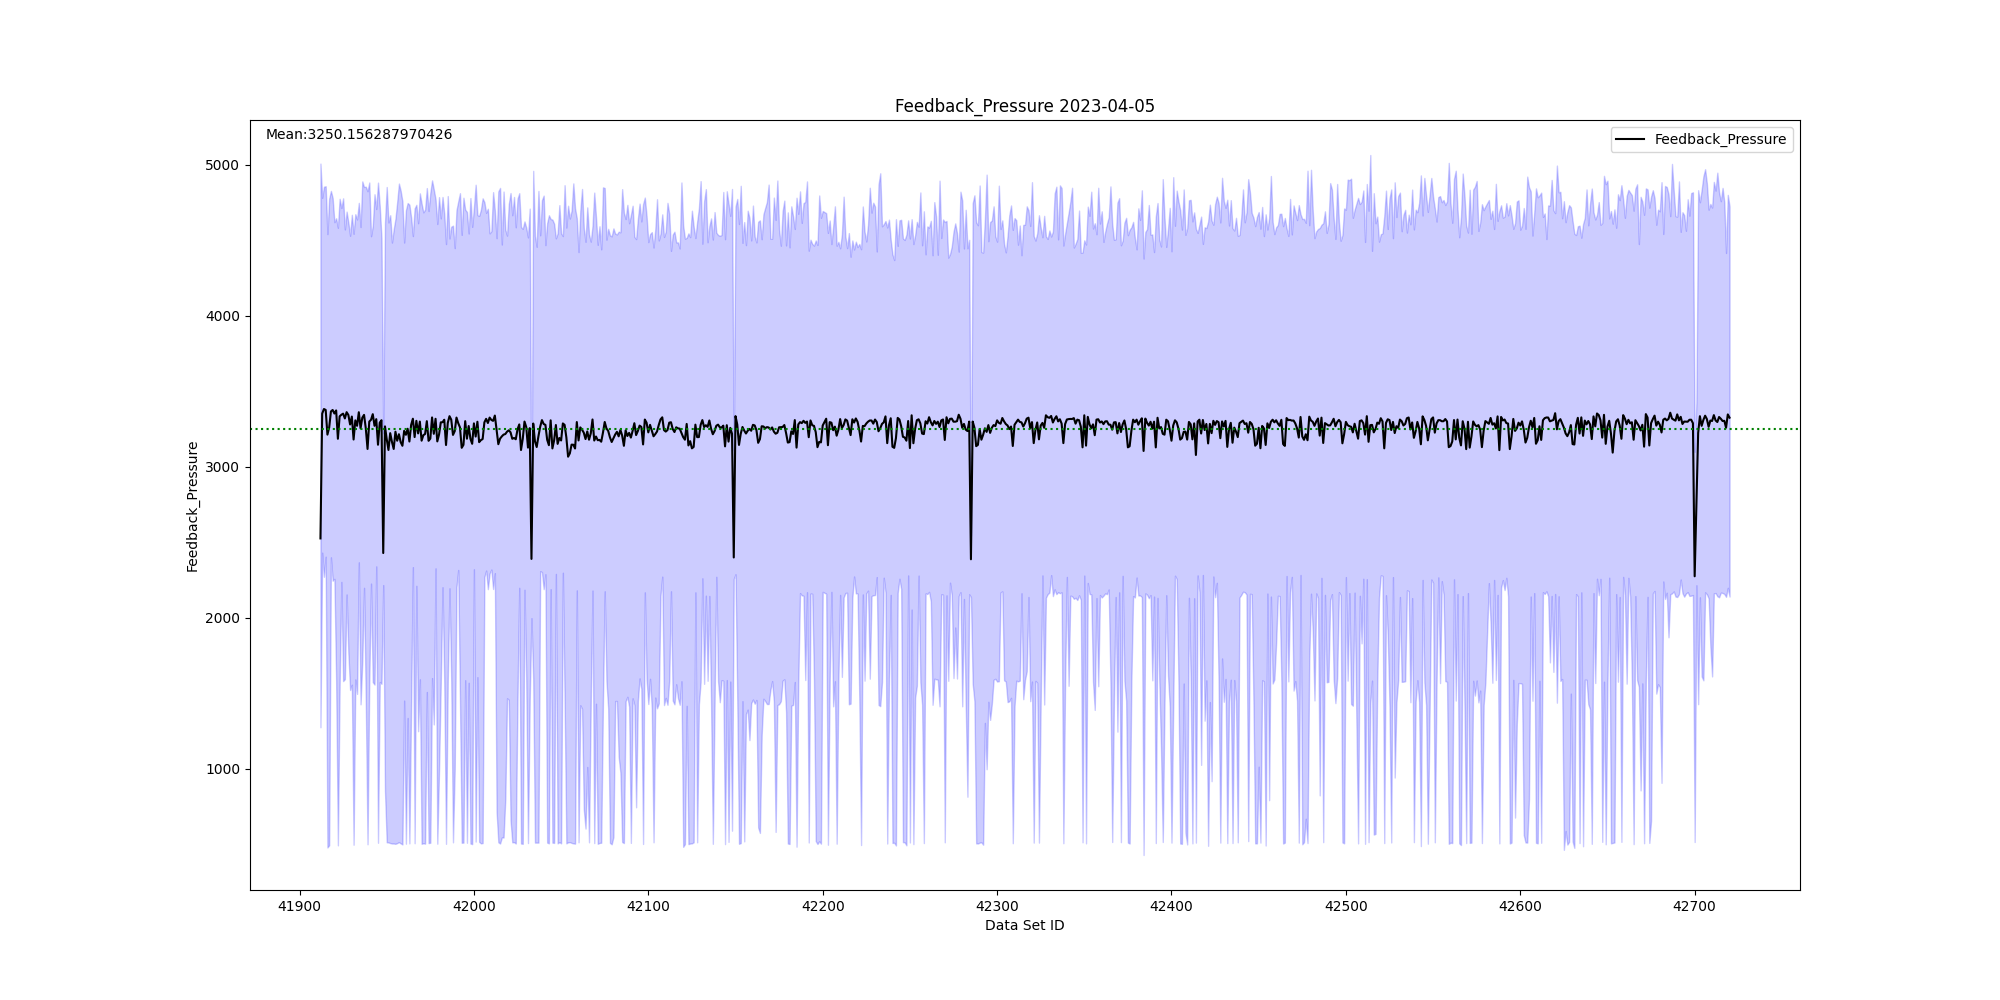 Feedback_Pressure 2023-04-05
Mean:3250.156287970426
Feedback_Pressure
5000
4000
3000
2000
1000
Feedback_Pressure
41900 42000 42100 42200 42300 42400 42500 42600 42700
Data Set ID